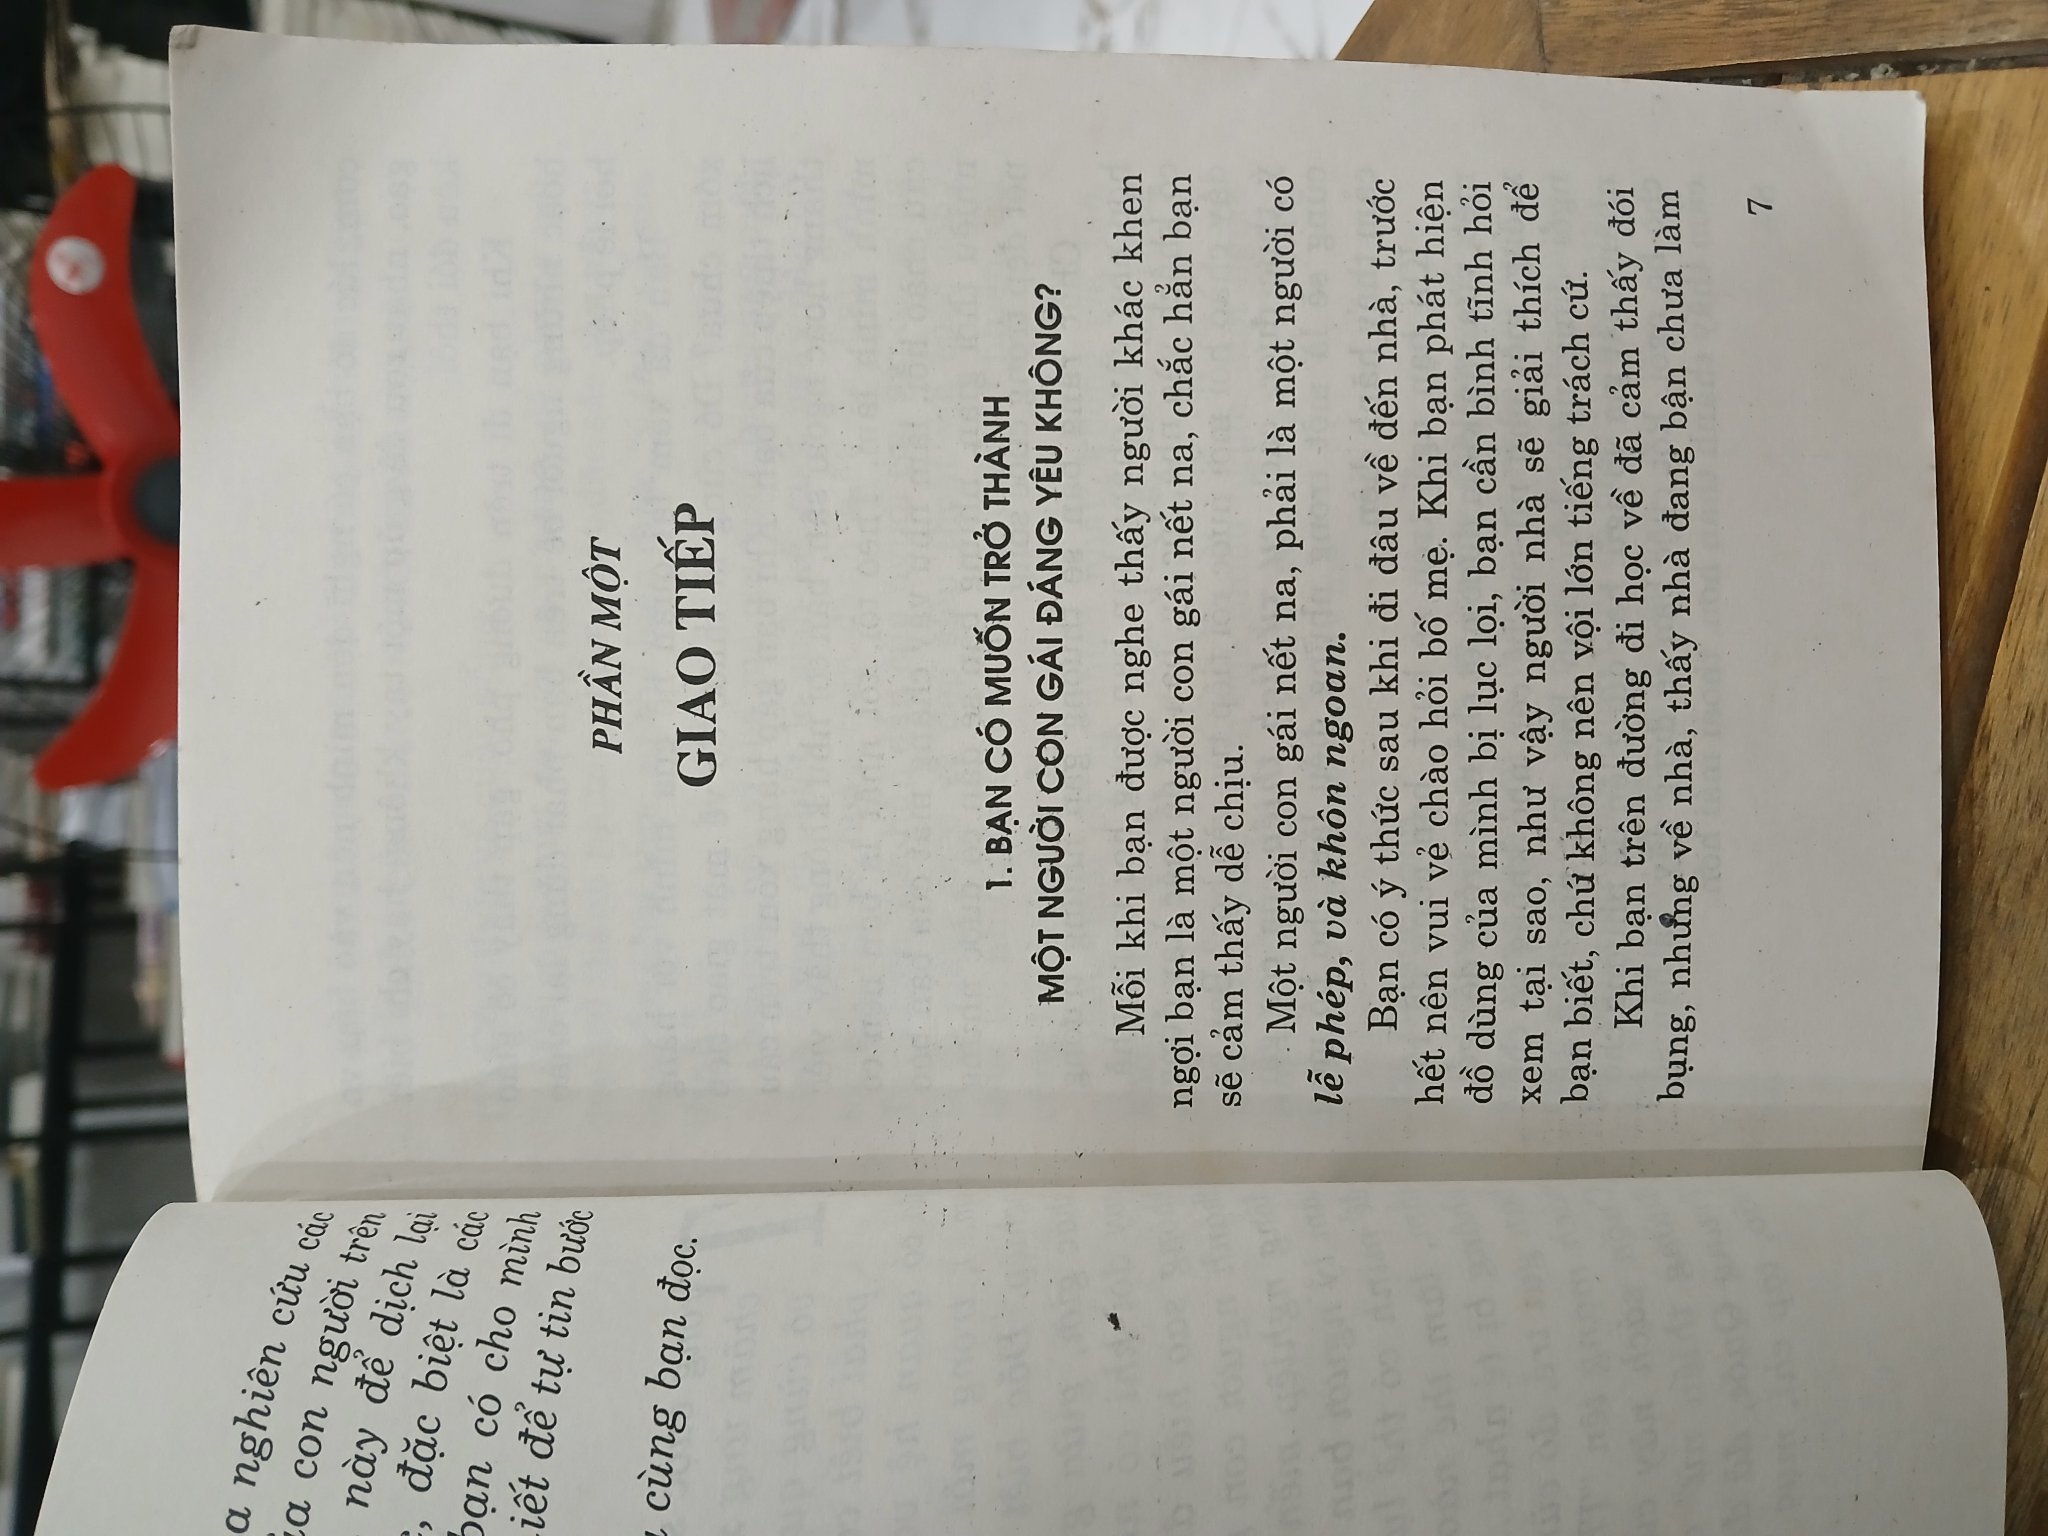 a nghiên cứu các
a con người trên
này để dịch lại
, đặc biệt là các
bạn có cho mình
iết để tự tin bước
cùng bạn đọc.
PHẦN MỘT
GIAO TIẾP
1. BẠN CÓ MUỐN TRỞ THÀNH
MỘT NGƯỜI CON GÁI ĐÁNG YÊU KHÔNG?
Mỗi khi bạn được nghe thấy người khác khen
ngợi bạn là một người con gái nết na, chắc hẳn bạn
sẽ cảm thấy dễ chịu.
Một người con gái nết na, phải là một người có
lễ phép, và khôn ngoan.
Bạn có ý thức sau khi đi đâu về đến nhà, trước
hết nên vui vẻ chào hỏi bố mẹ. Khi bạn phát hiện
đồ dùng của mình bị lục lọi, bạn cần bình tĩnh hỏi
xem tại sao, như vậy người nhà sẽ giải thích để
bạn biết, chứ không nên vội lớn tiếng trách cứ.
Khi bạn trên đường đi học về đã cảm thấy đói
bụng, nhưng về nhà, thấy nhà đang bận chưa làm
7